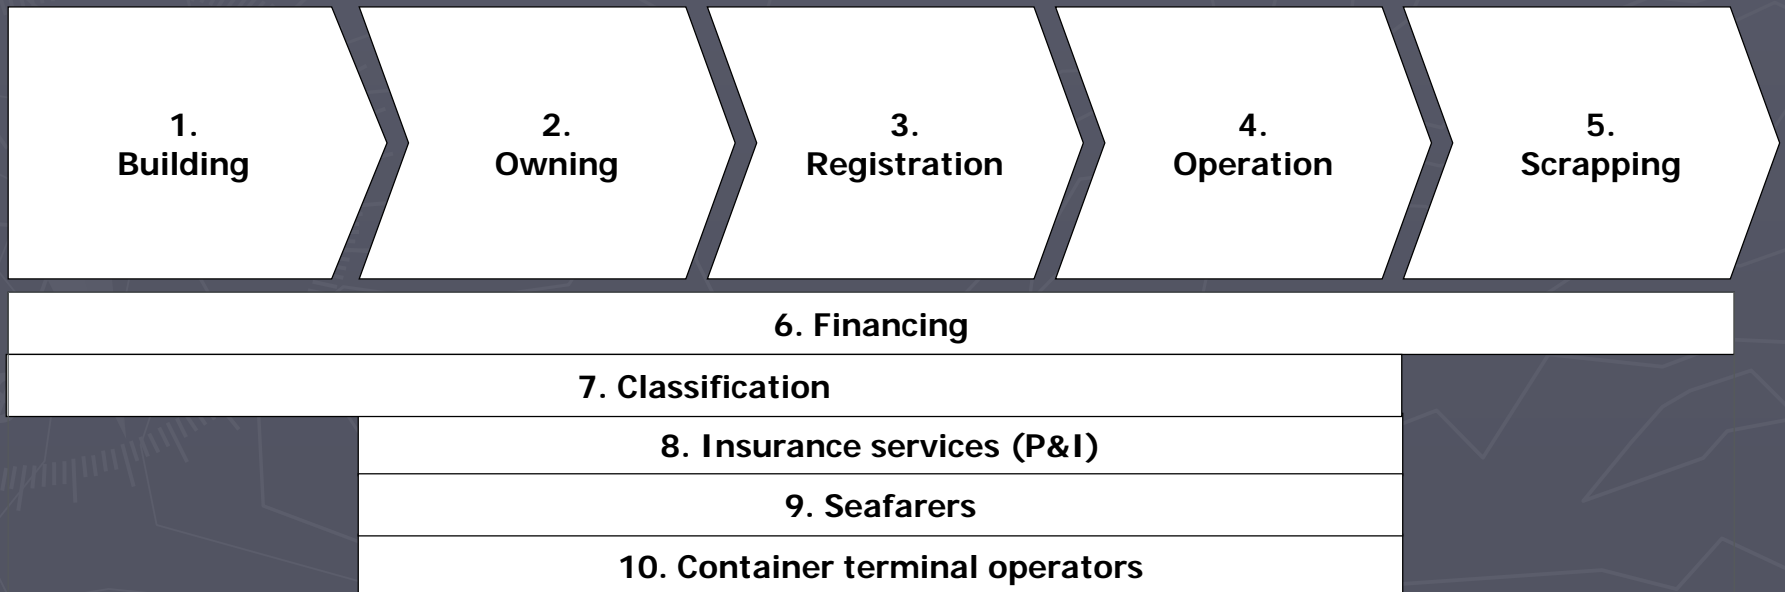 1.
Building
2.
Owning
3.
Registration
4.
Operation
5.
Scrapping
6. Financing
7. Classification
8. Insurance services (P&I)
9. Seafarers
10. Container terminal operators